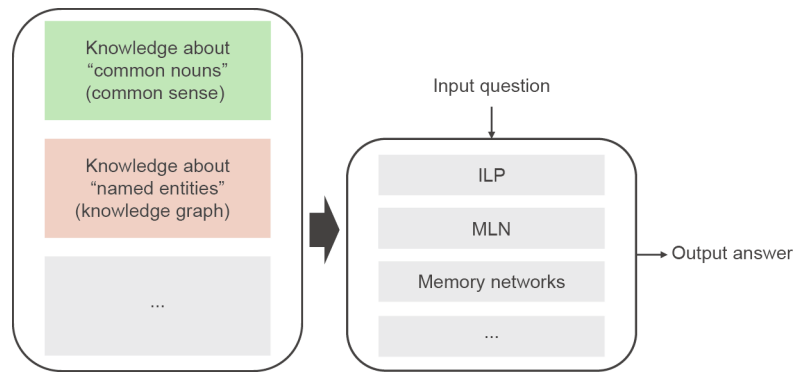 Knowledge about
“common nouns”
(common sense)
Knowledge about
“named entities”
(knowledge graph)
...
Input question
ILP
MLN
Memory networks
...
Output answer